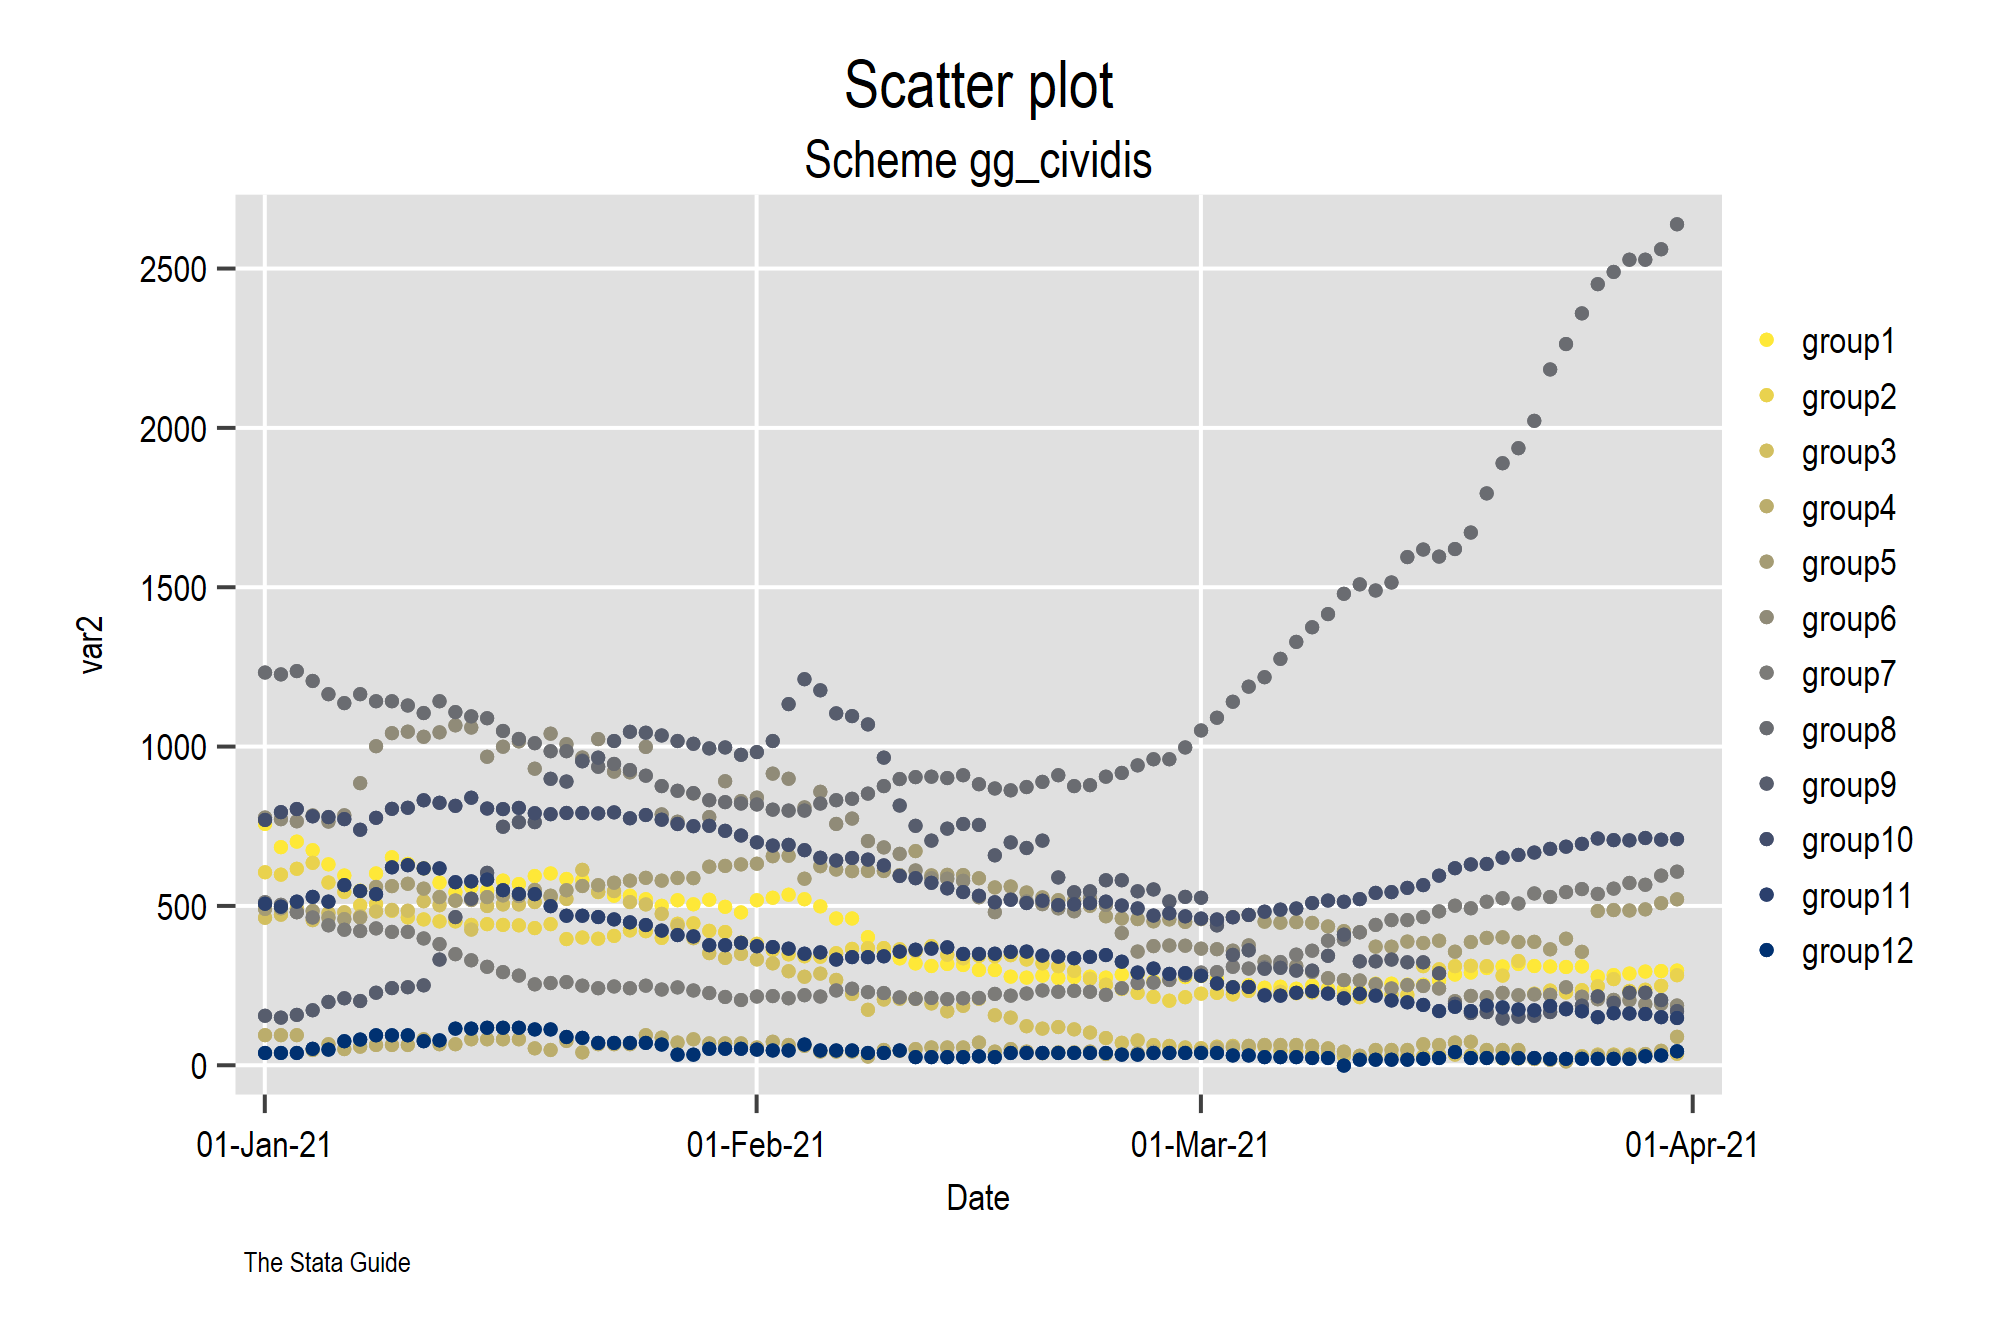 Scatter plot
Scheme gg_cividis
2500
2000
1500
1000
500
0
var2
01-Jan-21
01-Feb-21
01-Mar-21
01-Apr-21
Date
group1
group2
group3
group4
group5
group6
group7
group8
group9
group10
group11
group12
The Stata Guide